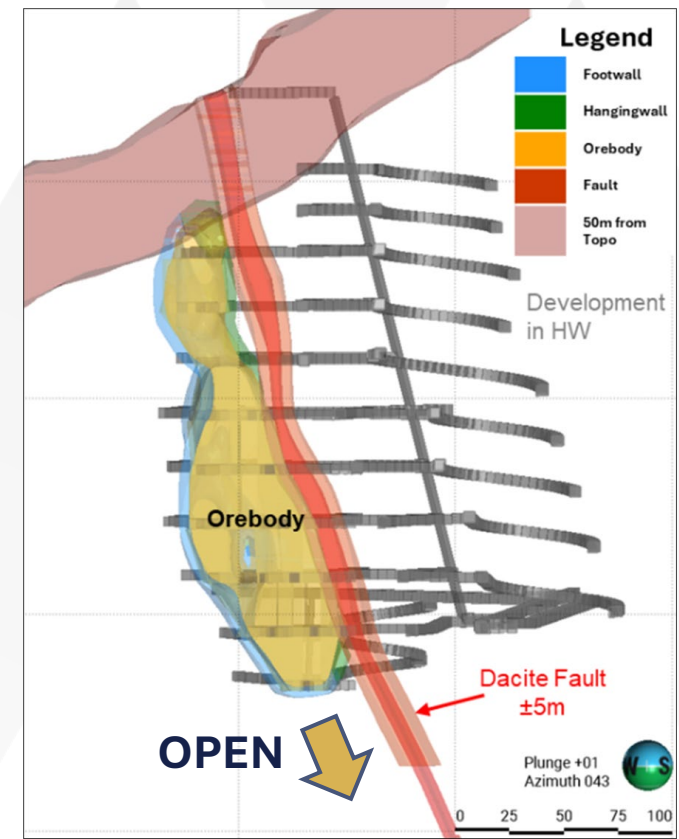 Legend
Footwall
Hangingwall
Orebody
Fault
50m from
Topo
Development
in HW
Orebody
Dacite Fault
±5m
OPEN
Plunge +01
Azimuth 043
W S
0 25 50 75 100